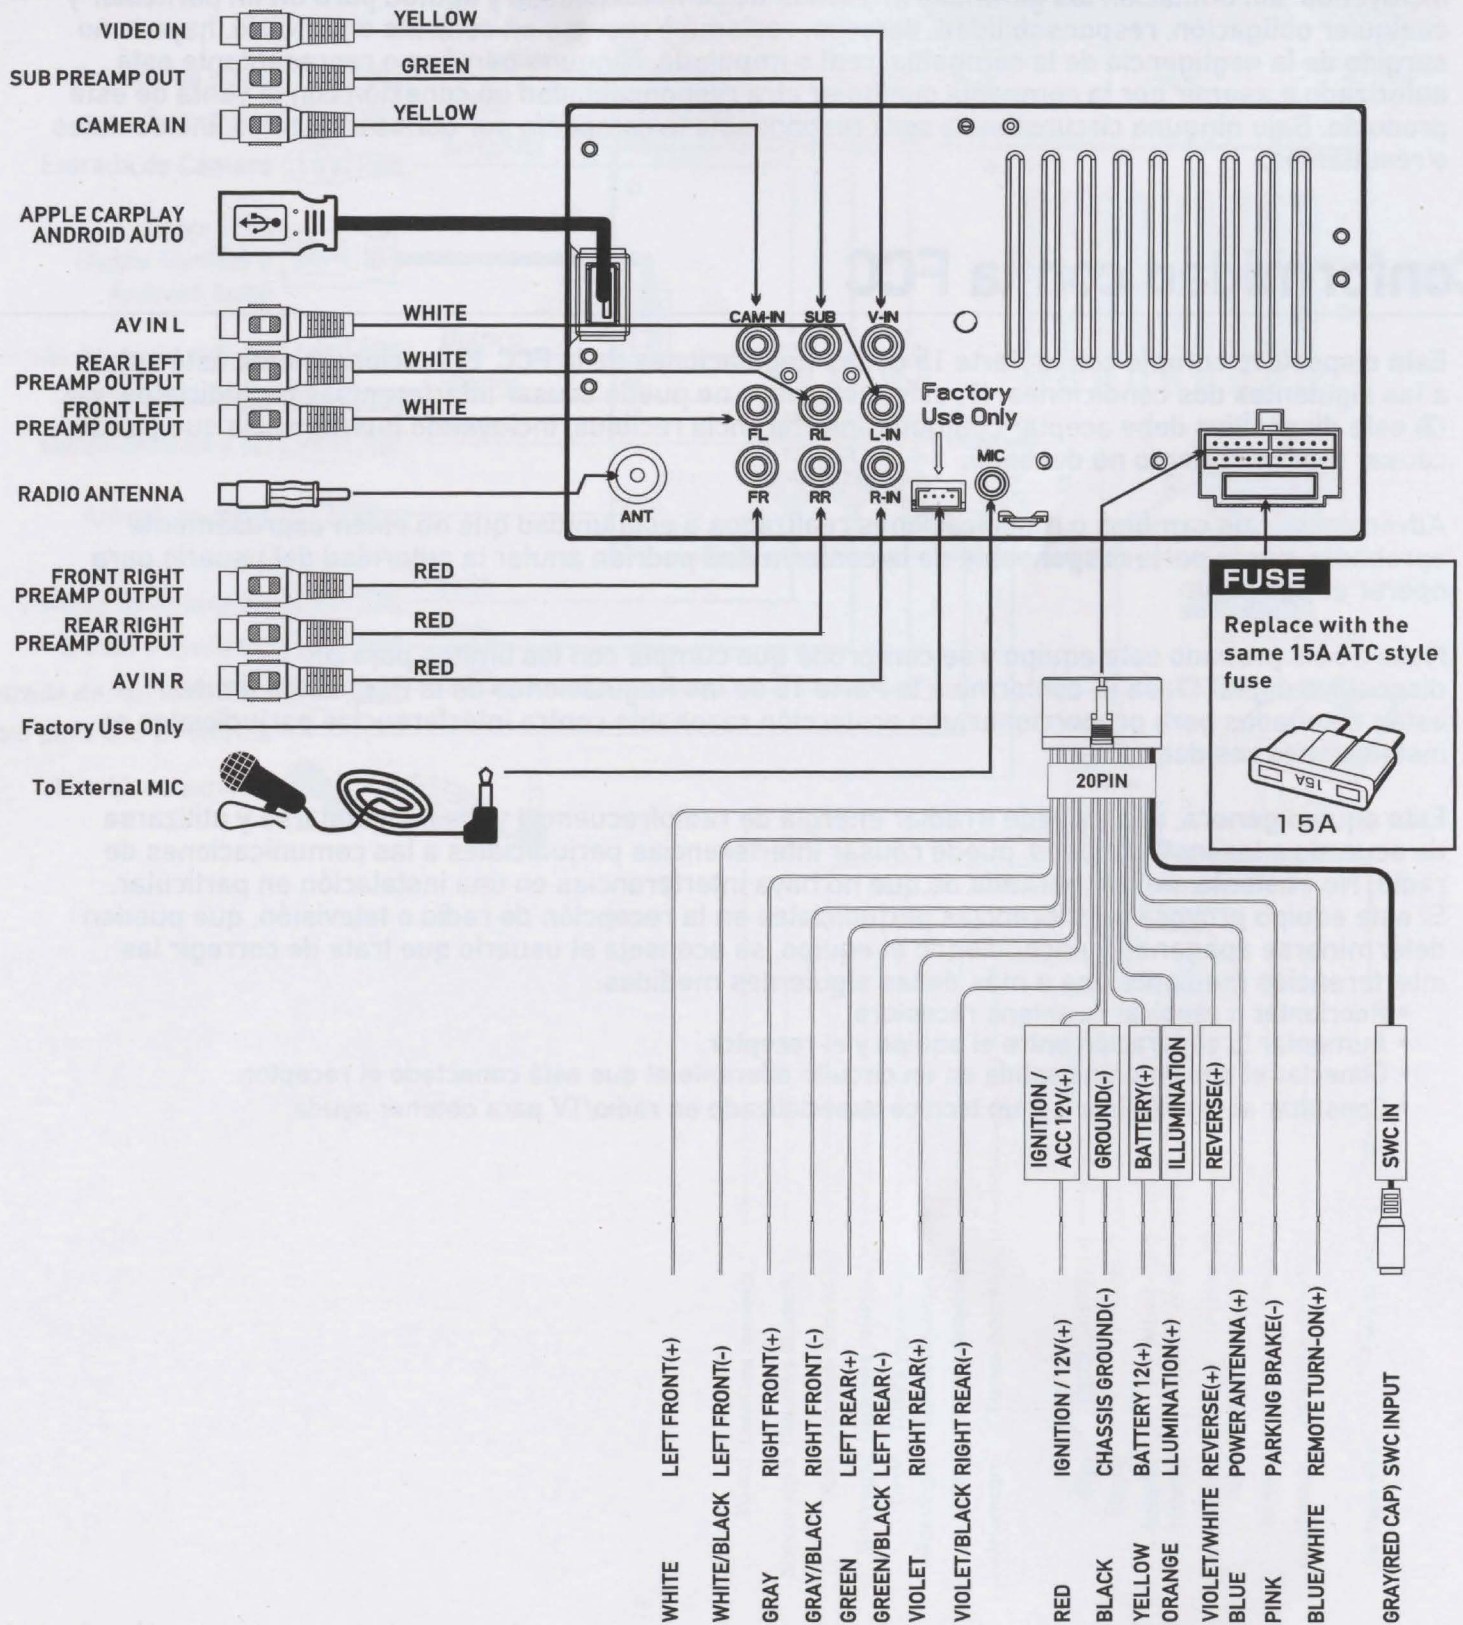 VIDEO IN
YELLOW
SUB PREAMP OUT
GREEN
CAMERA IN
YELLOW
APPLE CARPLAY
ANDROID AUTO
AV IN L
WHITE
REAR LEFT
PREAMP OUTPUT
WHITE
FRONT LEFT
PREAMP OUTPUT
WHITE
RADIO ANTENNA
FRONT RIGHT
PREAMP OUTPUT
RED
REAR RIGHT
PREAMP OUTPUT
RED
AV IN R
RED
Factory Use Only
To External MIC
CAM-IN SUB V-IN
FL RL L-IN
FR RR R-IN
ANT
Factory
Use Only
MIC
FUSE
Replace with the
same 15A ATC style
fuse
15A
15A
20PIN
IGNITION/
ACC 12V(+)
GROUND(-)
BATTERY(+)
ILLUMINATION
REVERSE(+)
SWC IN
WHITE LEFT FRONT(+)
WHITE/BLACK LEFT FRONT(-)
GRAY RIGHT FRONT(+)
GRAY/BLACK RIGHT FRONT(-)
GREEN LEFT REAR(+)
GREEN/BLACK LEFT REAR(-)
VIOLET RIGHT REAR(+)
VIOLET/BLACK RIGHT REAR(-)
RED IGNITION / 12V(+)
BLACK CHASSIS GROUND(-)
YELLOW BATTERY 12(+)
ORANGE LLUMINATION(+)
VIOLET/WHITE REVERSE(+)
BLUE POWER ANTENNA (+)
PINK PARKING BRAKE(-)
BLUE/WHITE REMOTE TURN-ON(+)
GRAY(RED CAP) SWC INPUT